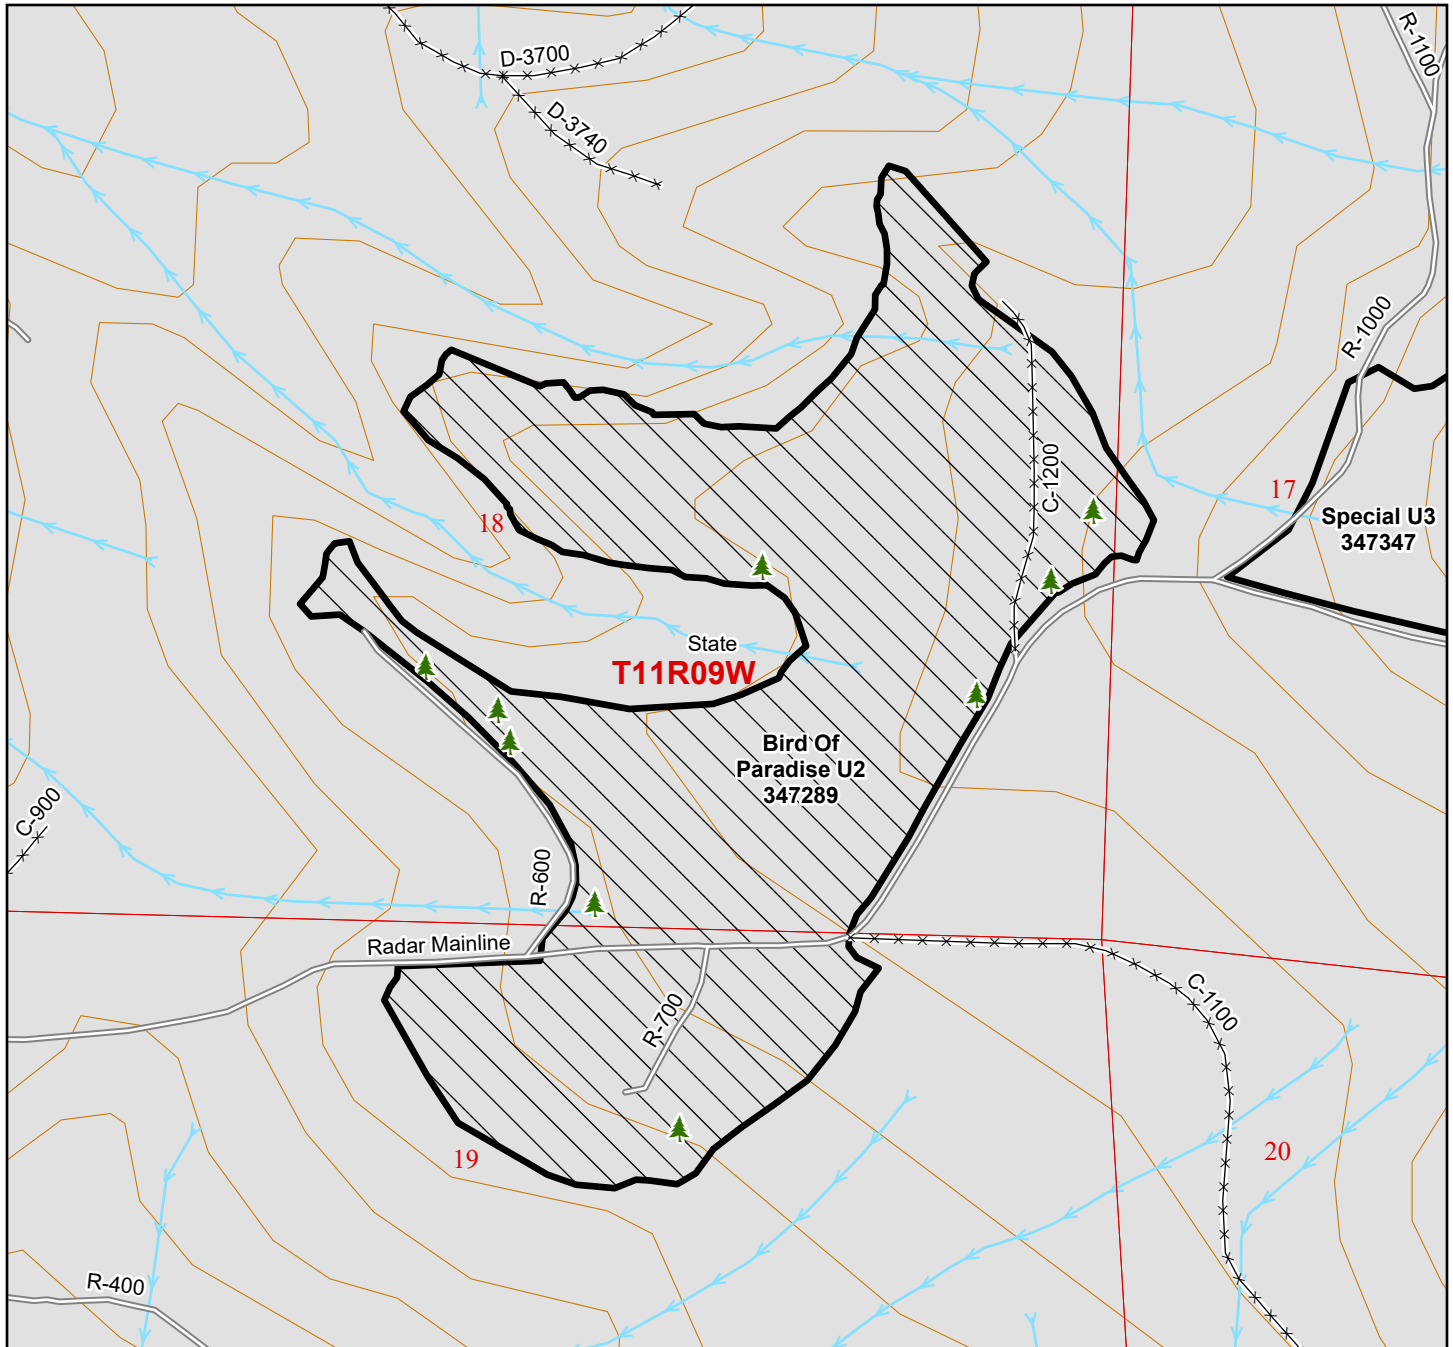 R-1100
D-3700
D-3740
R-1000
C-1200
17
Special U3
347347
18
State
T11R09W
Bird Of
Paradise U2
347289
C-900
R-600
Radar Mainline
R-700
C-1100
19
20
R-400